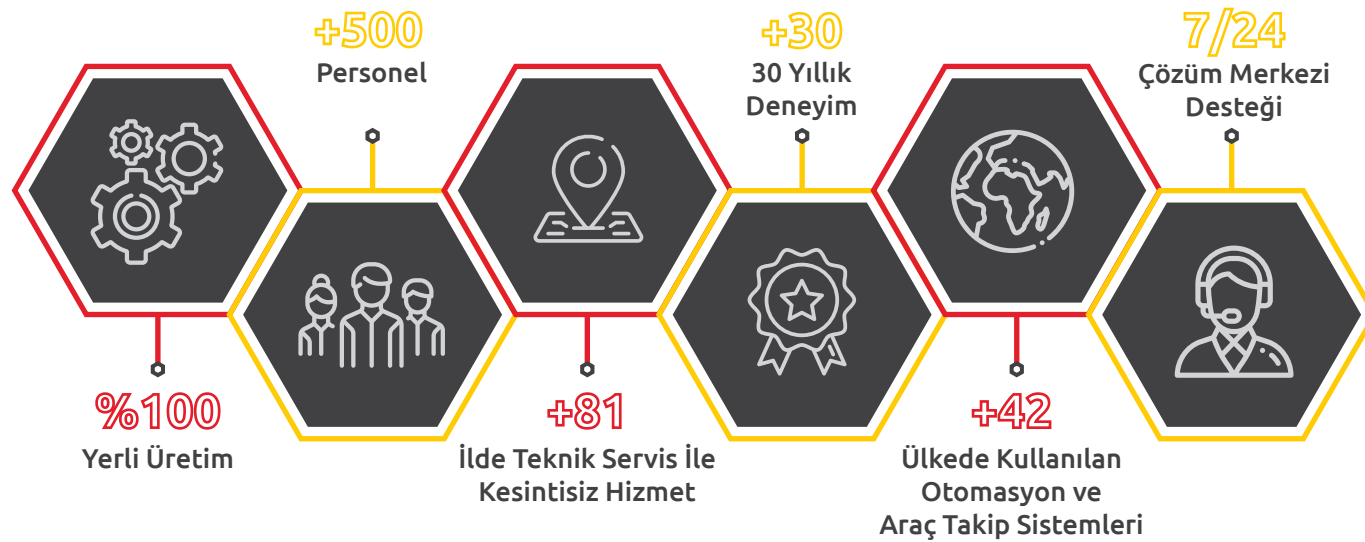 +500
Personel
+30
30 Yıllık
Deneyim
7/24
Çözüm Merkezi
Desteği
%100
Yerli Üretim
+81
İlde Teknik Servis İle
Kesintisiz Hizmet
+42
Ülkede Kullanılan
Otomasyon ve
Araç Takip Sistemleri